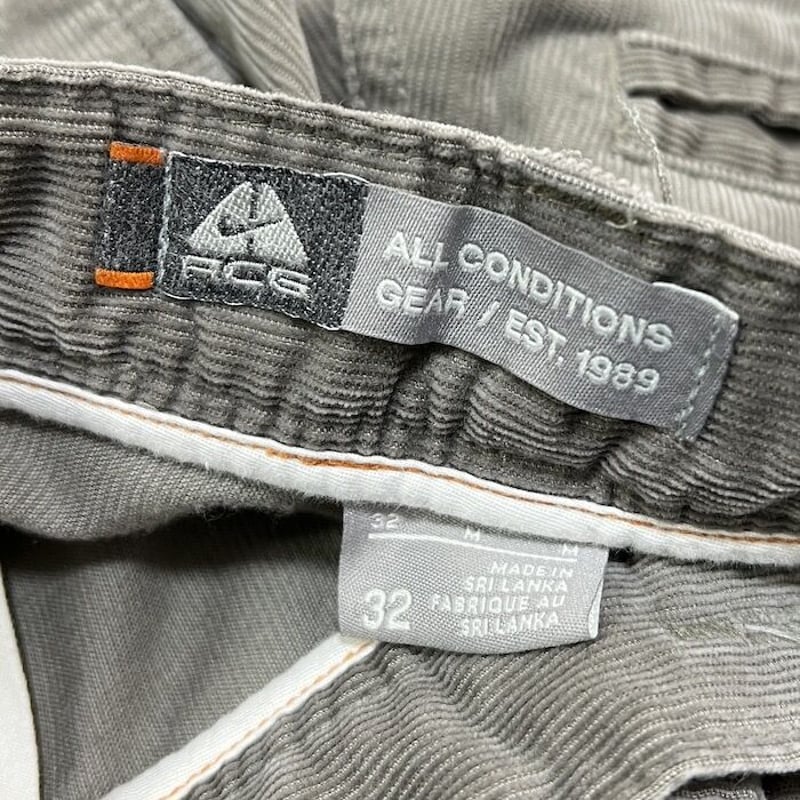 ACG
ALL CONDITIONS
GEAR / EST. 1989
32 M M
MADE IN
SRI LANKA
32 FABRIQUE AU
SRI LANKA